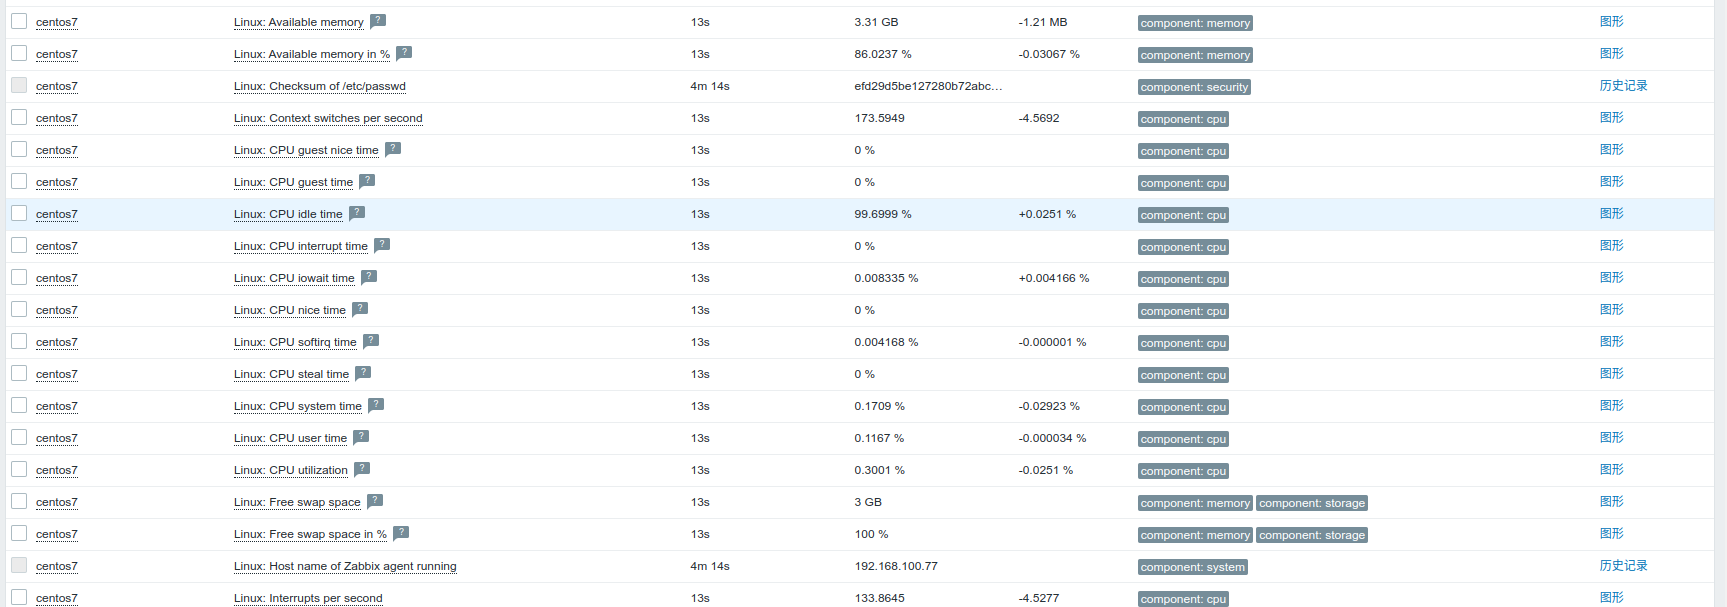 centos7 Linux: Available memory ? 13s 3.31 GB -1.21 MB component: memory 图形
centos7 Linux: Available memory in % ? 13s 86.0237 % -0.03067 % component: memory 图形
centos7 Linux: Checksum of /etc/passwd 4m 14s efd29d5be127280b72abc... component: security 历史记录
centos7 Linux: Context switches per second 13s 173.5949 -4.5692 component: cpu 图形
centos7 Linux: CPU guest nice time ? 13s 0 % component: cpu 图形
centos7 Linux: CPU guest time ? 13s 0 % component: cpu 图形
centos7 Linux: CPU idle time ? 13s 99.6999 % +0.0251 % component: cpu 图形
centos7 Linux: CPU interrupt time ? 13s 0 % component: cpu 图形
centos7 Linux: CPU iowait time ? 13s 0.008335 % +0.004166 % component: cpu 图形
centos7 Linux: CPU nice time ? 13s 0 % component: cpu 图形
centos7 Linux: CPU softirq time ? 13s 0.004168 % -0.000001 % component: cpu 图形
centos7 Linux: CPU steal time ? 13s 0 % component: cpu 图形
centos7 Linux: CPU system time ? 13s 0.1709 % -0.02923 % component: cpu 图形
centos7 Linux: CPU user time ? 13s 0.1167 % -0.000034 % component: cpu 图形
centos7 Linux: CPU utilization ? 13s 0.3001 % -0.0251 % component: cpu 图形
centos7 Linux: Free swap space ? 13s 3 GB component: memory component: storage 图形
centos7 Linux: Free swap space in % ? 13s 100 % component: memory component: storage 图形
centos7 Linux: Host name of Zabbix agent running 4m 14s 192.168.100.77 component: system 历史记录
centos7 Linux: Interrupts per second 13s 133.8645 -4.5277 component: cpu 图形